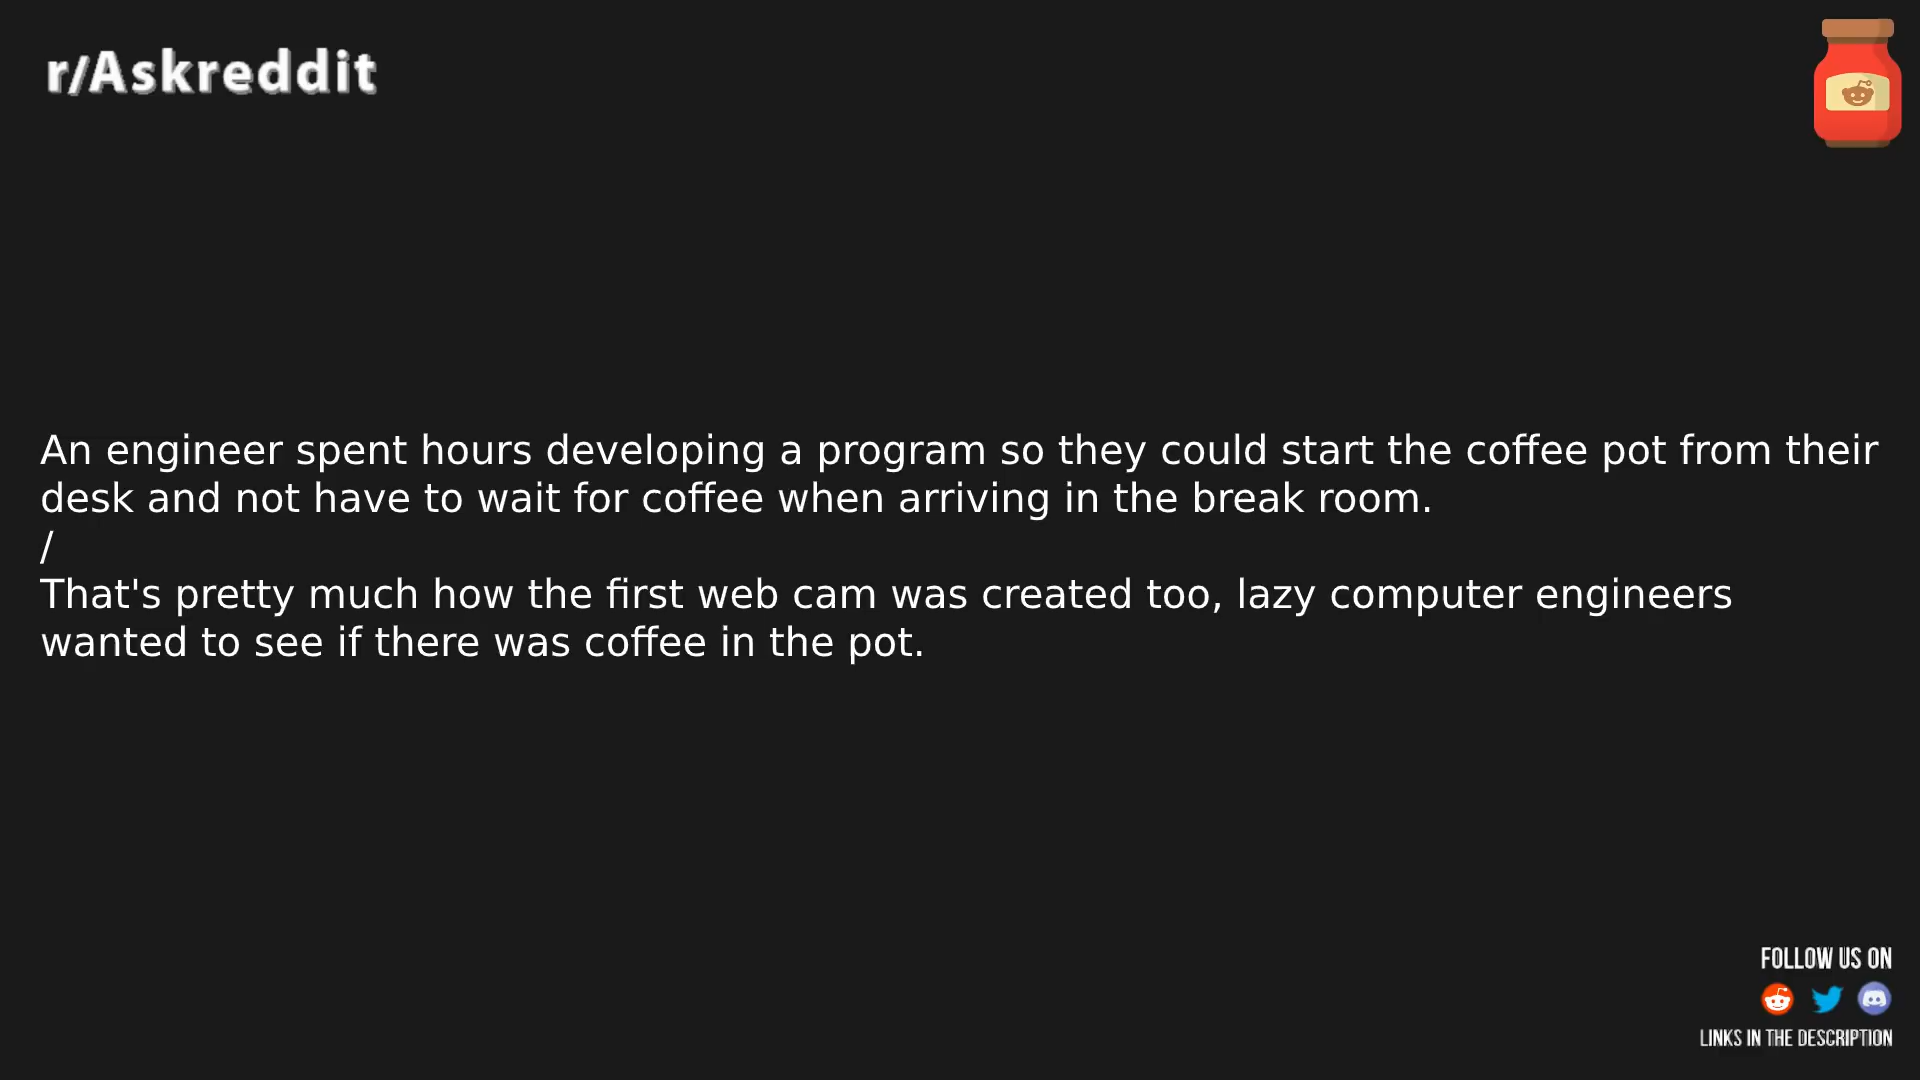 r/Askreddit
An engineer spent hours developing a program so they could start the coffee pot from their
desk and not have to wait for coffee when arriving in the break room.
/
That's pretty much how the first web cam was created too, lazy computer engineers
wanted to see if there was coffee in the pot.
FOLLOW US ON
LINKS IN THE DESCRIPTION